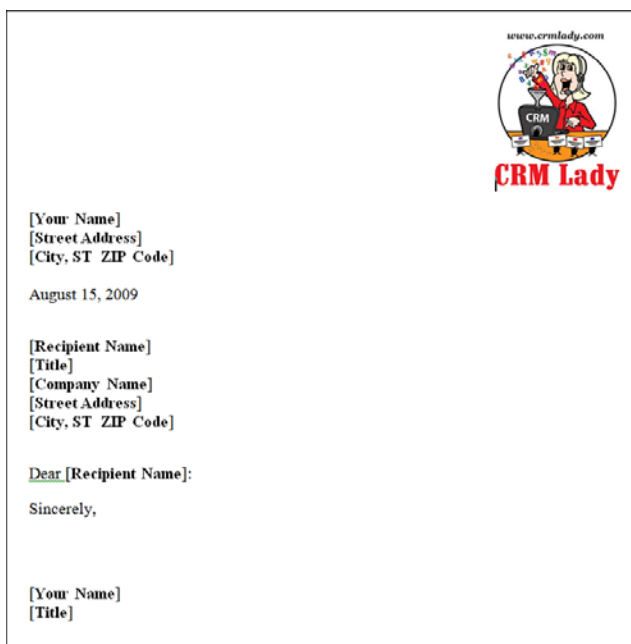 www.crmlady.com
CRM
CRM Lady
[Your Name]
[Street Address]
[City, ST ZIP Code]
August 15, 2009
[Recipient Name]
[Title]
[Company Name]
[Street Address]
[City, ST ZIP Code]
Dear [Recipient Name]:
Sincerely,
[Your Name]
[Title]